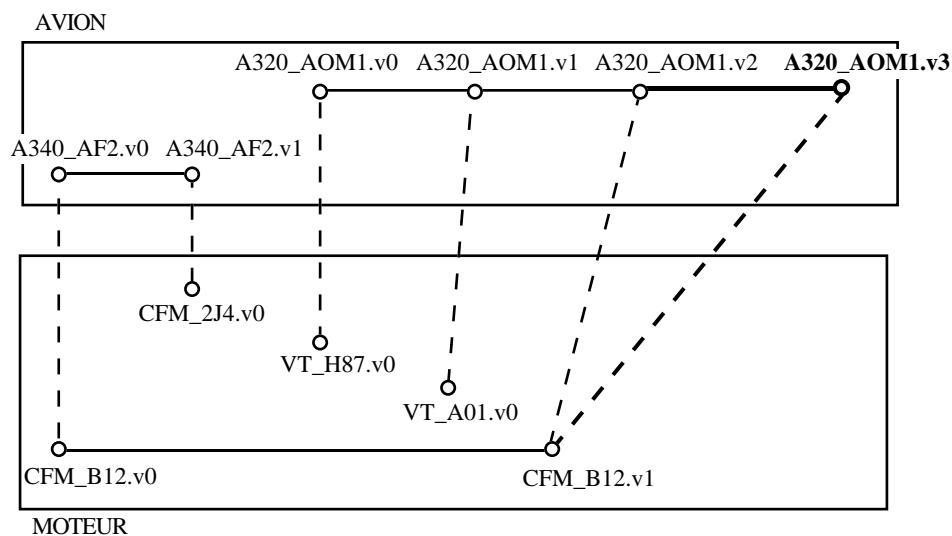 AVION
A320_AOM1.v0 A320_AOM1.v1 A320_AOM1.v2 A320_AOM1.v3
A340_AF2.v0 A340_AF2.v1
CFM_2J4.v0
VT_H87.v0
VT_A01.v0
CFM_B12.v0 CFM_B12.v1
MOTEUR